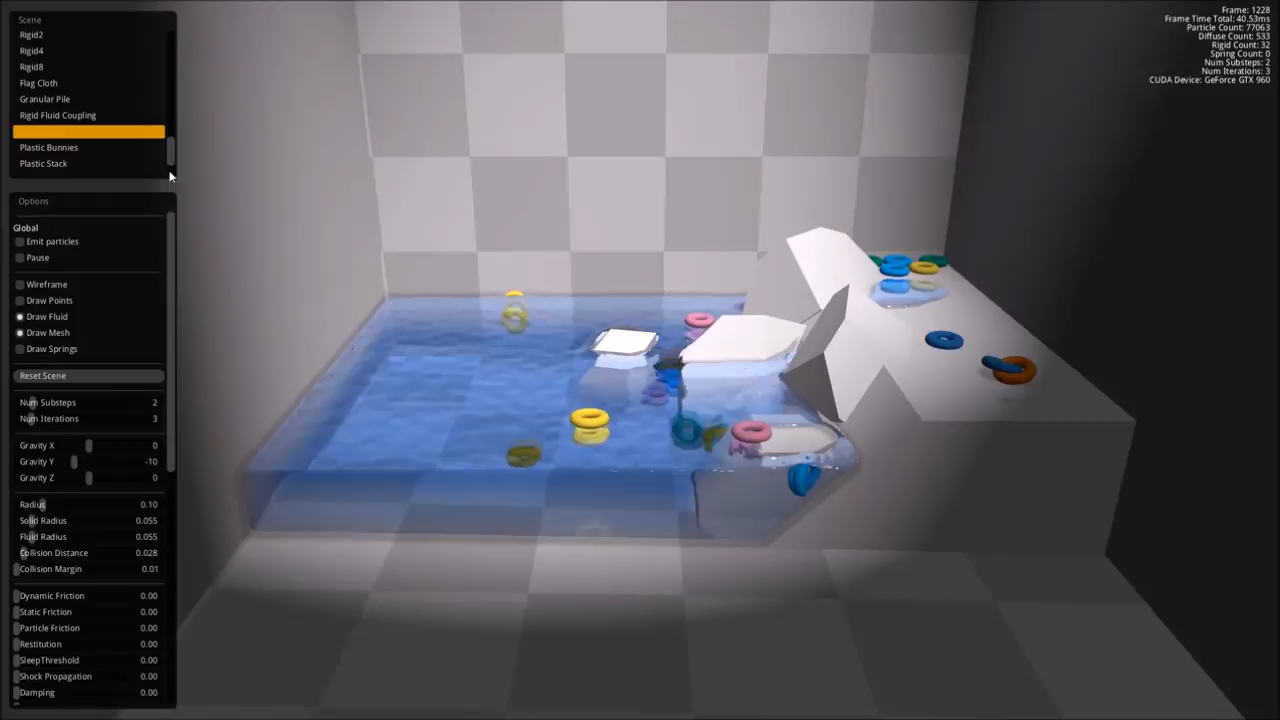 Scene
Rigid2
Rigid4
Rigid8
Flag Cloth
Granular Pile
Rigid Fluid Coupling
Plastic Bunnies
Plastic Stack
Options
Global
Emit particles
Pause
Wireframe
Draw Points
Draw Fluid
Draw Mesh
Draw Springs
Reset Scene
Num Substeps 2
Num Iterations 3
Gravity X 0
Gravity Y -10
Gravity Z 0
Radius 0.10
Solid Radius 0.055
Fluid Radius 0.055
Collision Distance 0.028
Collision Margin 0.01
Dynamic Friction 0.00
Static Friction 0.00
Particle Friction 0.00
Restitution 0.00
SleepThreshold 0.00
Shock Propagation 0.00
Damping 0.00
Frame: 1228
Frame Time Total: 40.53ms
Particle Count: 77063
Diffuse Count: 533
Rigid Count: 32
Spring Count: 0
Num Substeps: 2
Num Iterations: 3
CUDA Device: GeForce GTX 960